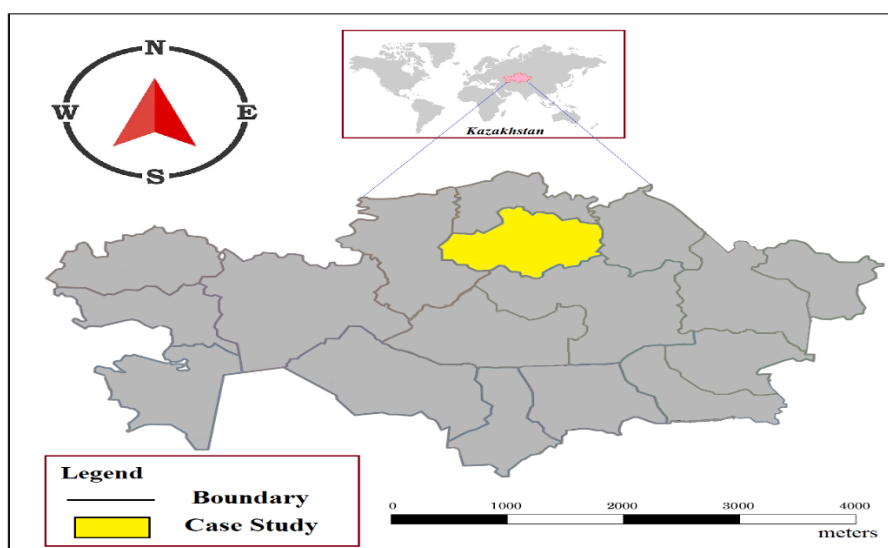 N
W E
S
Kazakhstan
Legend
Boundary
Case Study
0 1000 2000 3000 4000
meters